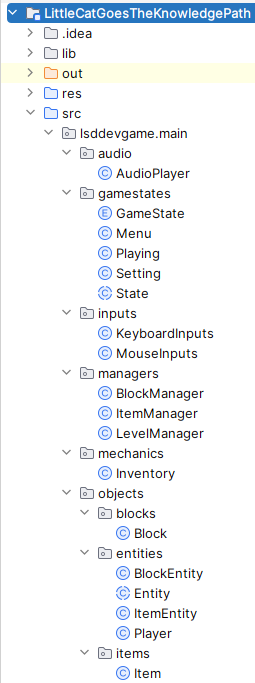 LittleCatGoesTheKnowledgePath
.idea
lib
out
res
src
lsddevgame.main
audio
AudioPlayer
gamestates
E GameState
C Menu
C Playing
C Setting
C State
inputs
C KeyboardInputs
C MouseInputs
managers
C BlockManager
C ItemManager
C LevelManager
mechanics
C Inventory
objects
blocks
C Block
entities
C BlockEntity
C Entity
C ItemEntity
C Player
items
C Item